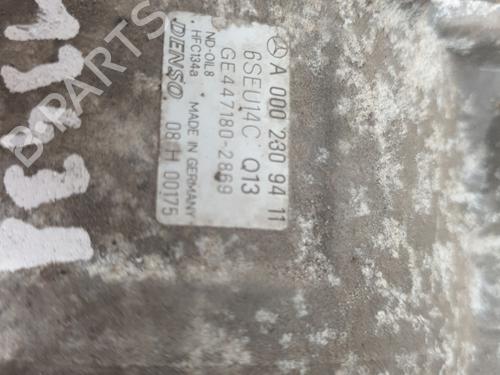 A 000 230 94 11
6SEU14C Q13
GE447180-2869
ND-OIL8
HFC134a MADE IN GERMANY
DENSO 08 H 00175
B-PARTS